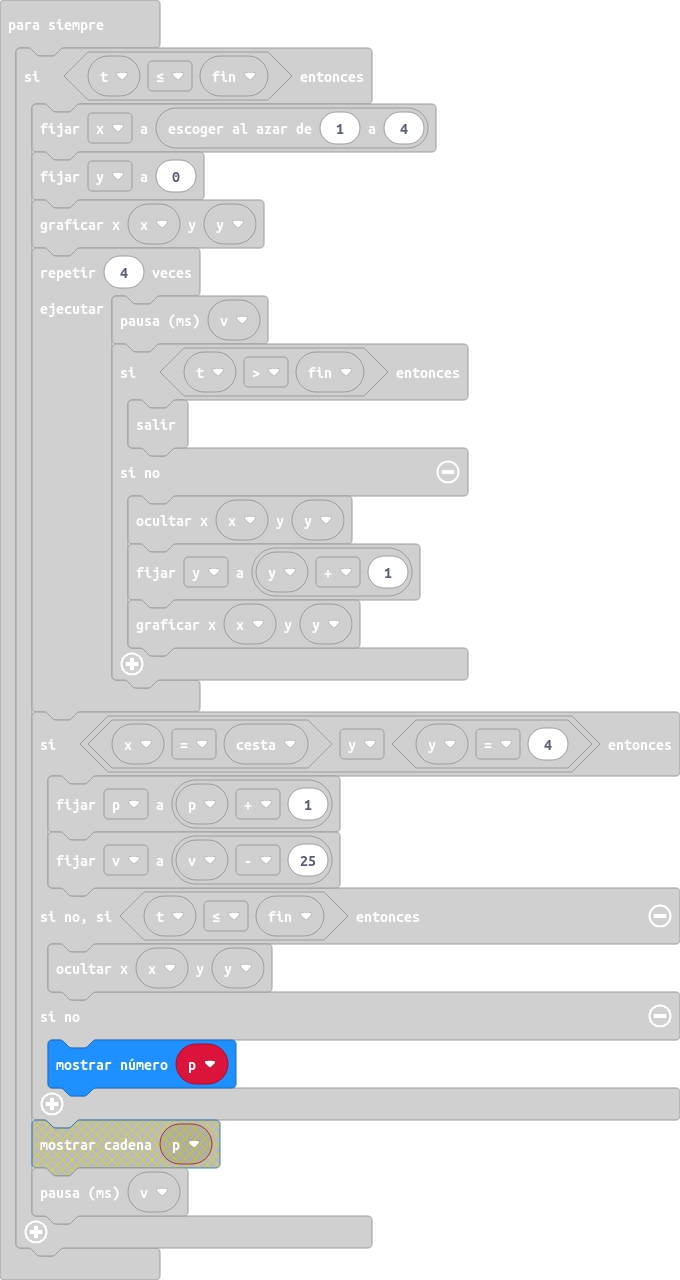 para siempre
si t ≤ fin entonces
fijar x a escoger al azar de 1 a 4
fijar y a 0
graficar x x y y
repetir 4 veces
ejecutar
pausa (ms) v
si t > fin entonces
salir
si no
ocultar x x y y
fijar y a y + 1
graficar x x y y
si x = cesta y y = 4 entonces
fijar p a p + 1
fijar v a v - 25
si no, si t ≤ fin entonces
ocultar x x y y
si no
mostrar número p
mostrar cadena p
pausa (ms) v